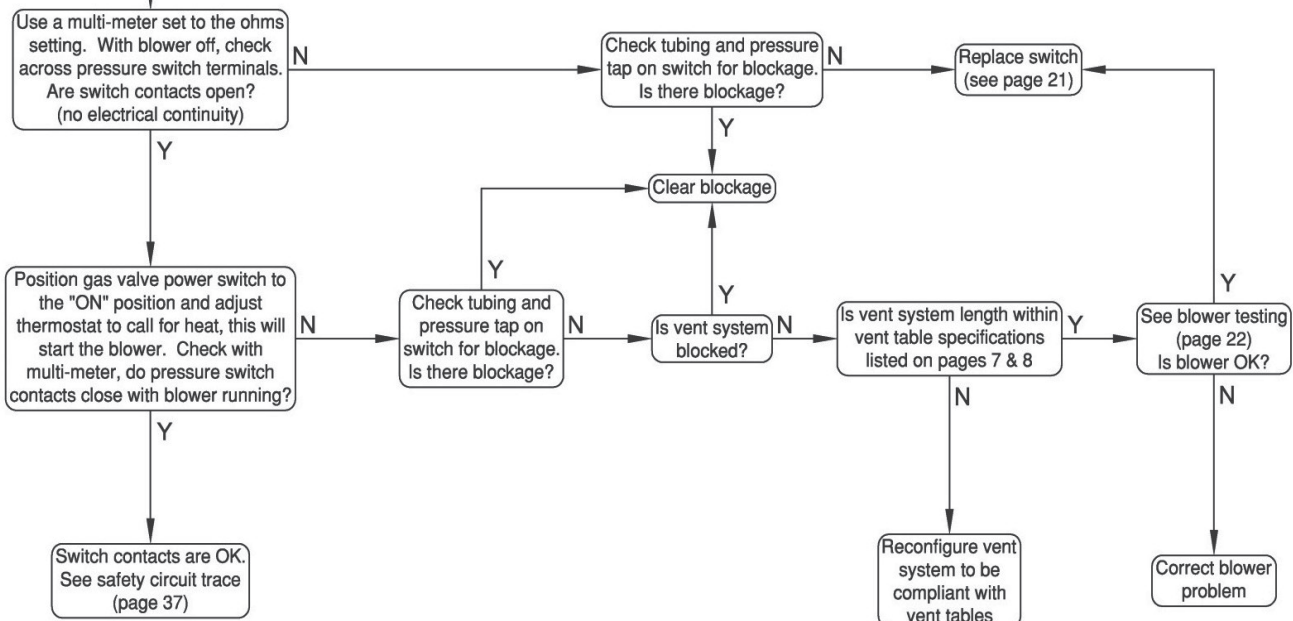 Use a multi-meter set to the ohms
setting. With blower off, check
across pressure switch terminals.
Are switch contacts open?
(no electrical continuity)
N
Check tubing and pressure
tap on switch for blockage.
Is there blockage?
N
Replace switch
(see page 21)
Y
Y
Clear blockage
Position gas valve power switch to
the "ON" position and adjust
thermostat to call for heat, this will
start the blower. Check with
multi-meter, do pressure switch
contacts close with blower running?
N
Y
Check tubing and
pressure tap on
switch for blockage.
Is there blockage?
N
Y
Is vent system
blocked?
N
Is vent system length within
vent table specifications
listed on pages 7 & 8
Y
Y
See blower testing
(page 22)
Is blower OK?
Y
N
N
Switch contacts are OK.
See safety circuit trace
(page 37)
Reconfigure vent
system to be
compliant with
vent tables
Correct blower
problem